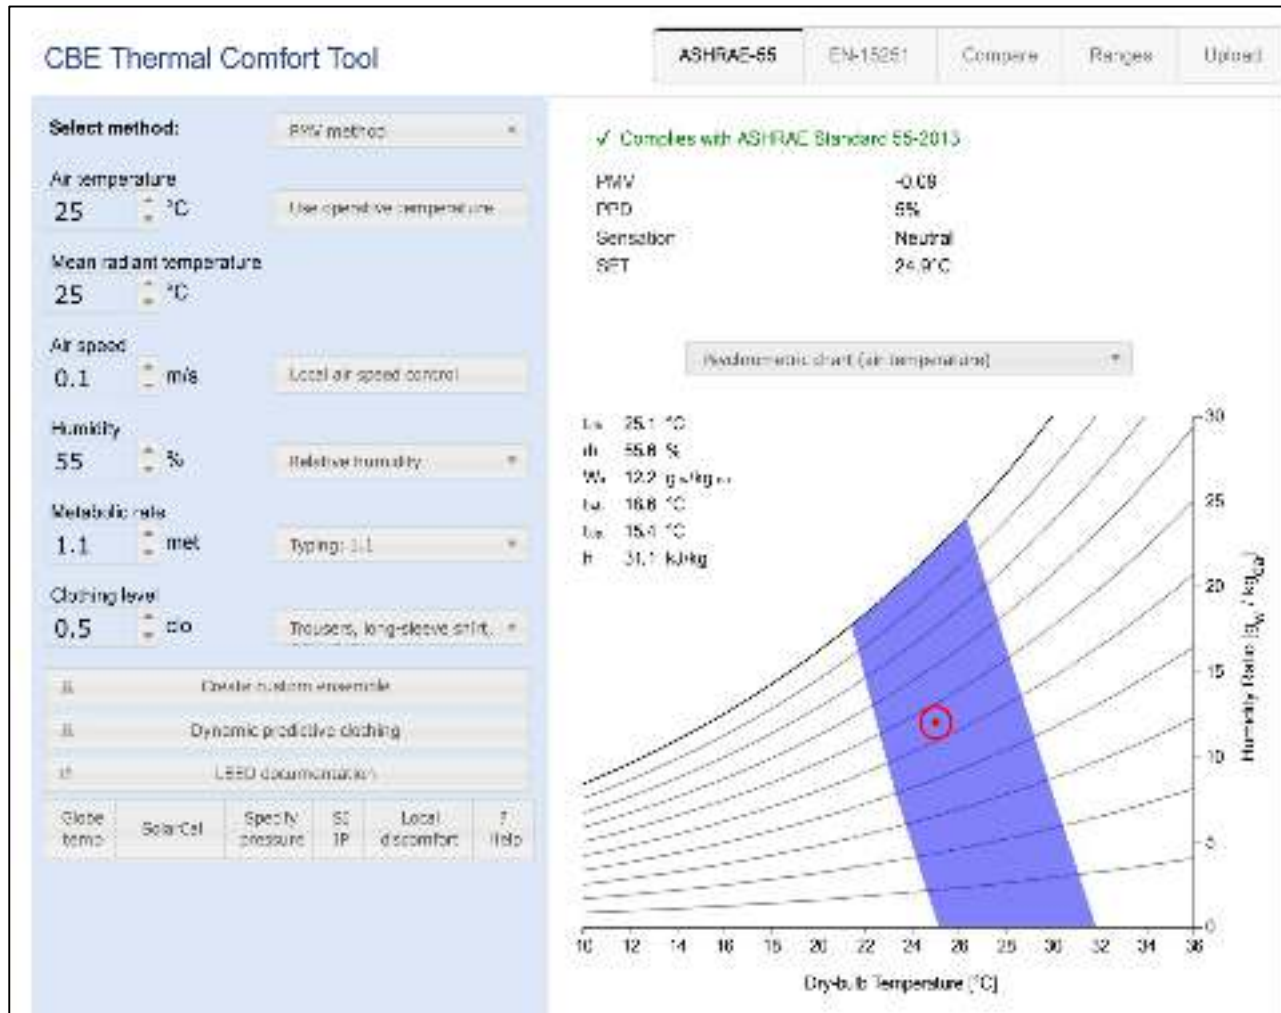 CBE Thermal Comfort Tool
ASHRAE-55
EN-15251
Compare
Ranges
Upload
Select method:
PMV method
✓ Complies with ASHRAE Standard 55-2013
PMV -0.09
PPD 5%
Sensation Neutral
SET 24.9°C
Air temperature
25 °C
Use operative temperature
Mean radiant temperature
25 °C
Air speed
0.1 m/s
Local air speed control
Humidity
55 %
Relative humidity
Metabolic rate
1.1 met
Typing: 1.1
Clothing level
0.5 clo
Trousers, long-sleeve shirt,
Create custom ensemble
Dynamic predictive clothing
LEED documentation
Globe temp
SolarCal
Specify pressure
SI IP
Local discomfort
? Help
Psychrometric chart (air temperature)
25.1 °C
rh 55.6 %
12.2
16.6 °C
15.4 °C
h 31.1 kJ/kg
30
25
20
15
10
5
0
Humidity Ratio [gw / kgda]
10 12 14 16 18 20 22 24 26 28 30 32 34 36
Dry-bulb Temperature [°C]